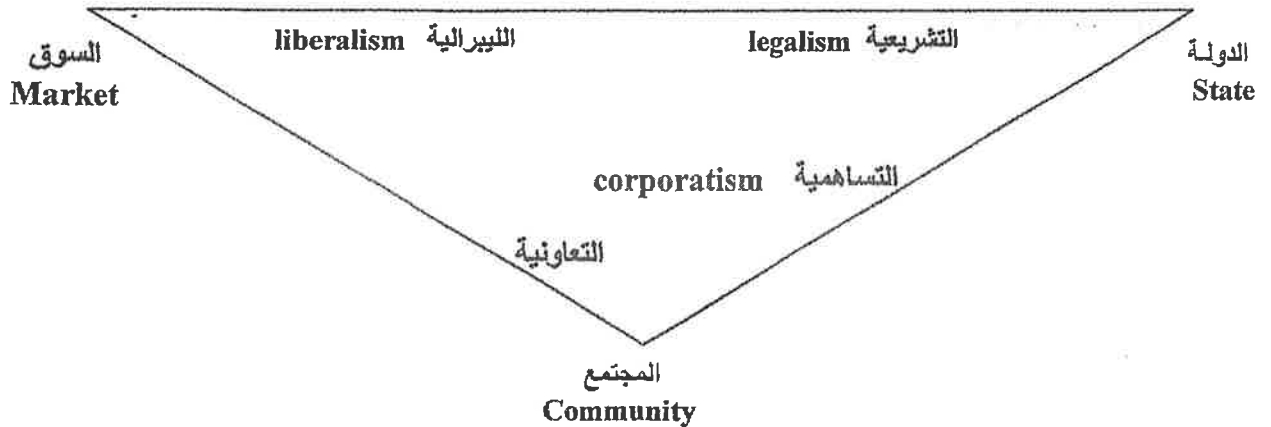 liberalism الليبرالية
legalism التشريعية
السوق
Market
الدولة
State
corporatism التساهمية
التعاونية
المجتمع
Community